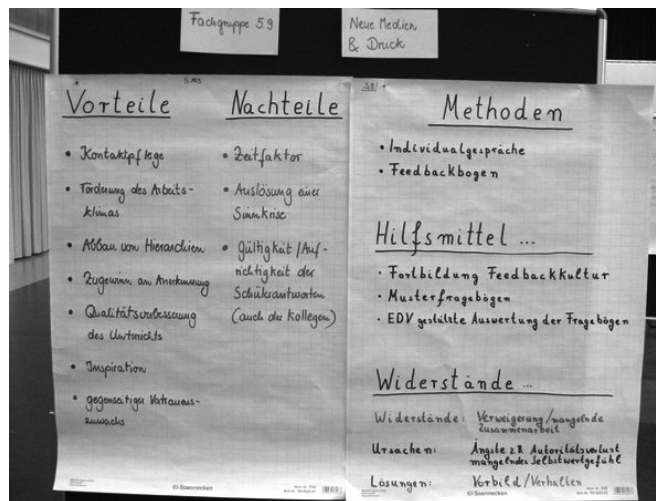 Fachgruppe 5.9
Neue Medien
& Druck
Vorteile
• Kontaktpflege
• Förderung des Arbeits-
klimas
• Abbau von Hierarchien
• Zugewinn an Anerkennung
• Qualitätsverbesserung
des Unterrichts
• Inspiration
• gegenseitiger Vertrauens-
zuwachs
Nachteile
• Zeitfaktor
• Auslösung einer
Sinnkrise
• Gültigkeit/Auf-
richtigkeit der
Schülerantworten
(auch der Kollegen)
Soennecken
Methoden
• Individualgespräche
• Feedbackbogen
Hilfsmittel ...
• Fortbildung Feedbackkultur
• Musterfragebögen
• EDV gestützte Auswertung der Fragebögen
Widerstände ...
Widerstände: Verweigerung/mangelnde
Zusammenarbeit
Ursachen: Ängste z.B. Autoritätsverlust
mangelndes Selbstwertgefühl
Lösungen: Vorbild/Verhalten
Soennecken